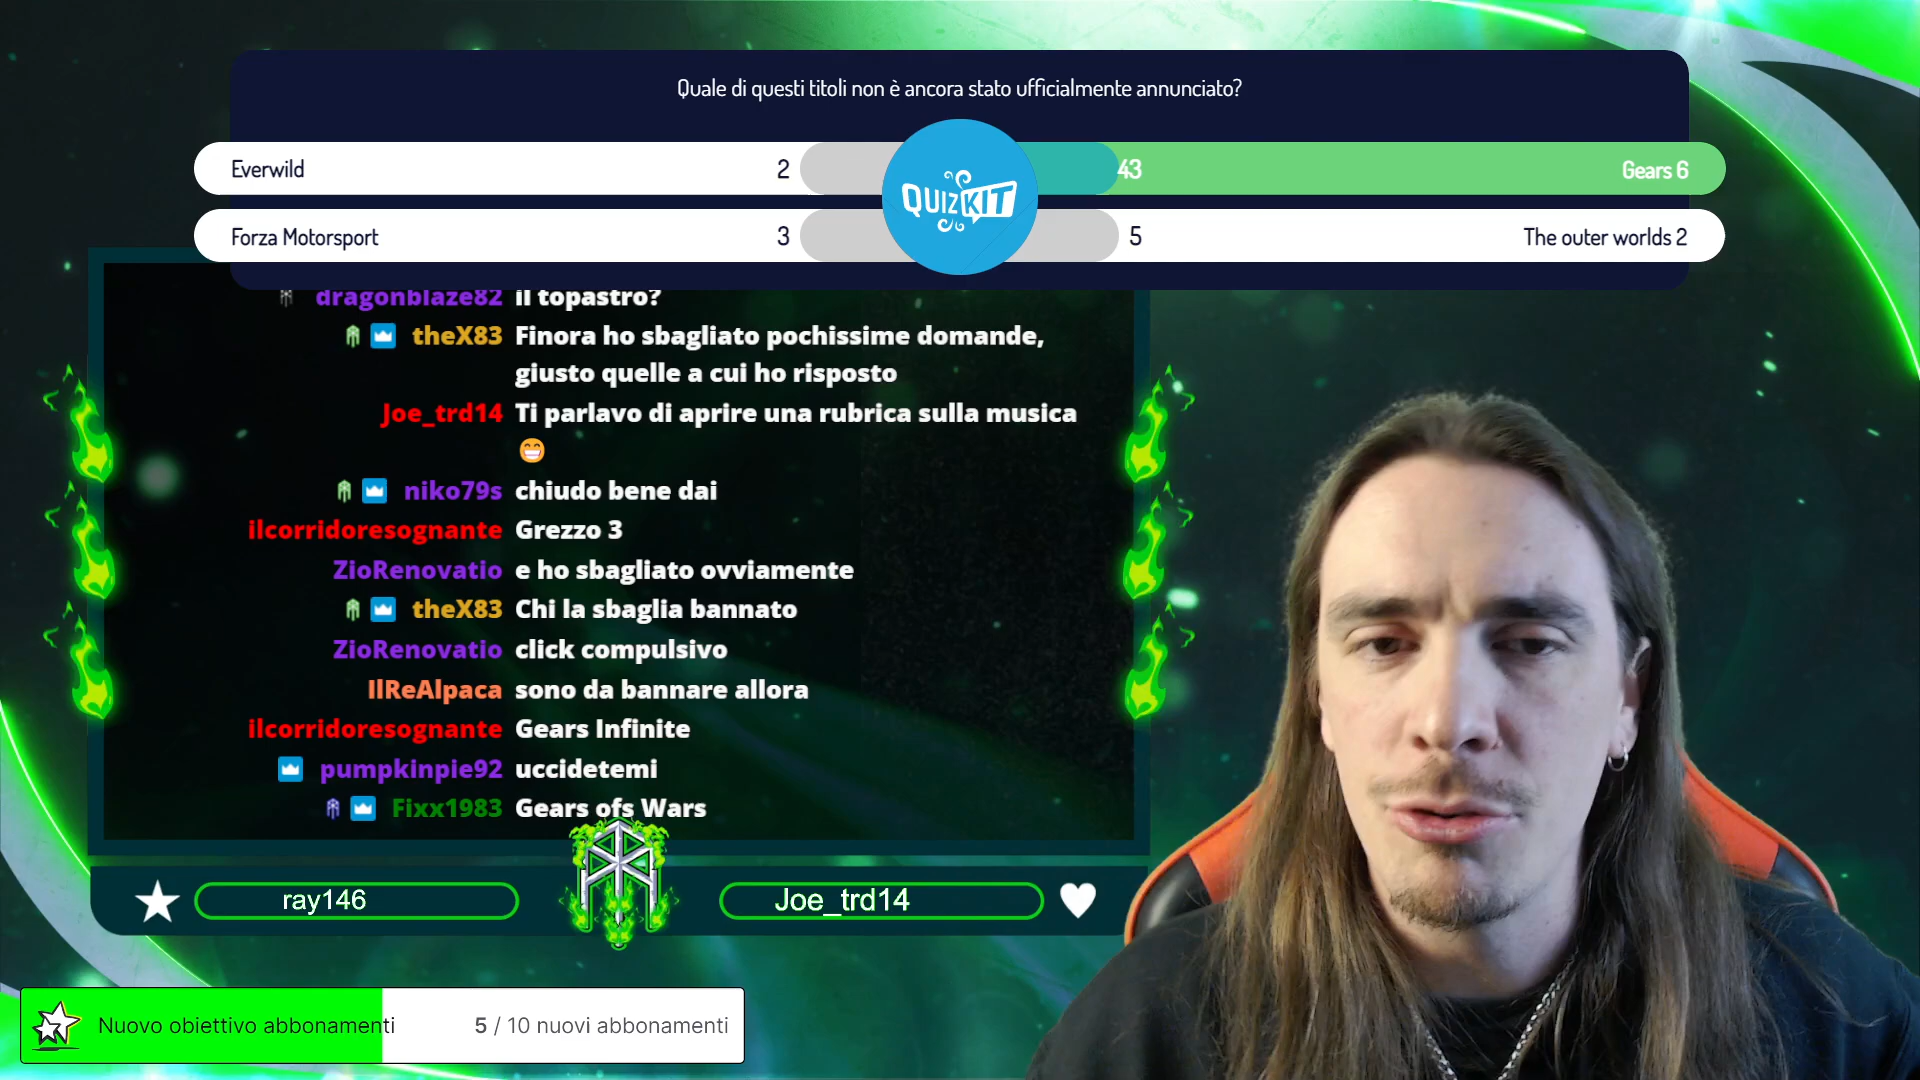 Quale di questi titoli non è ancora stato ufficialmente annunciato?
Everwild 2
43 Gears 6
QUIZKIT
Forza Motorsport 3
5 The outer worlds 2
dragonblaze82 il topastro?
theX83 Finora ho sbagliato pochissime domande,
giusto quelle a cui ho risposto
Joe_trd14 Ti parlavo di aprire una rubrica sulla musica
😁
niko79s chiudo bene dai
ilcorridoresognante Grezzo 3
ZioRenovatio e ho sbagliato ovviamente
theX83 Chi la sbaglia bannato
ZioRenovatio click compulsivo
IlReAlpaca sono da bannare allora
ilcorridoresognante Gears Infinite
pumpkinpie92 uccidetemi
Fixx1983 Gears ofs Wars
ray146
Joe_trd14
Nuovo obiettivo abbonamenti 5 / 10 nuovi abbonamenti